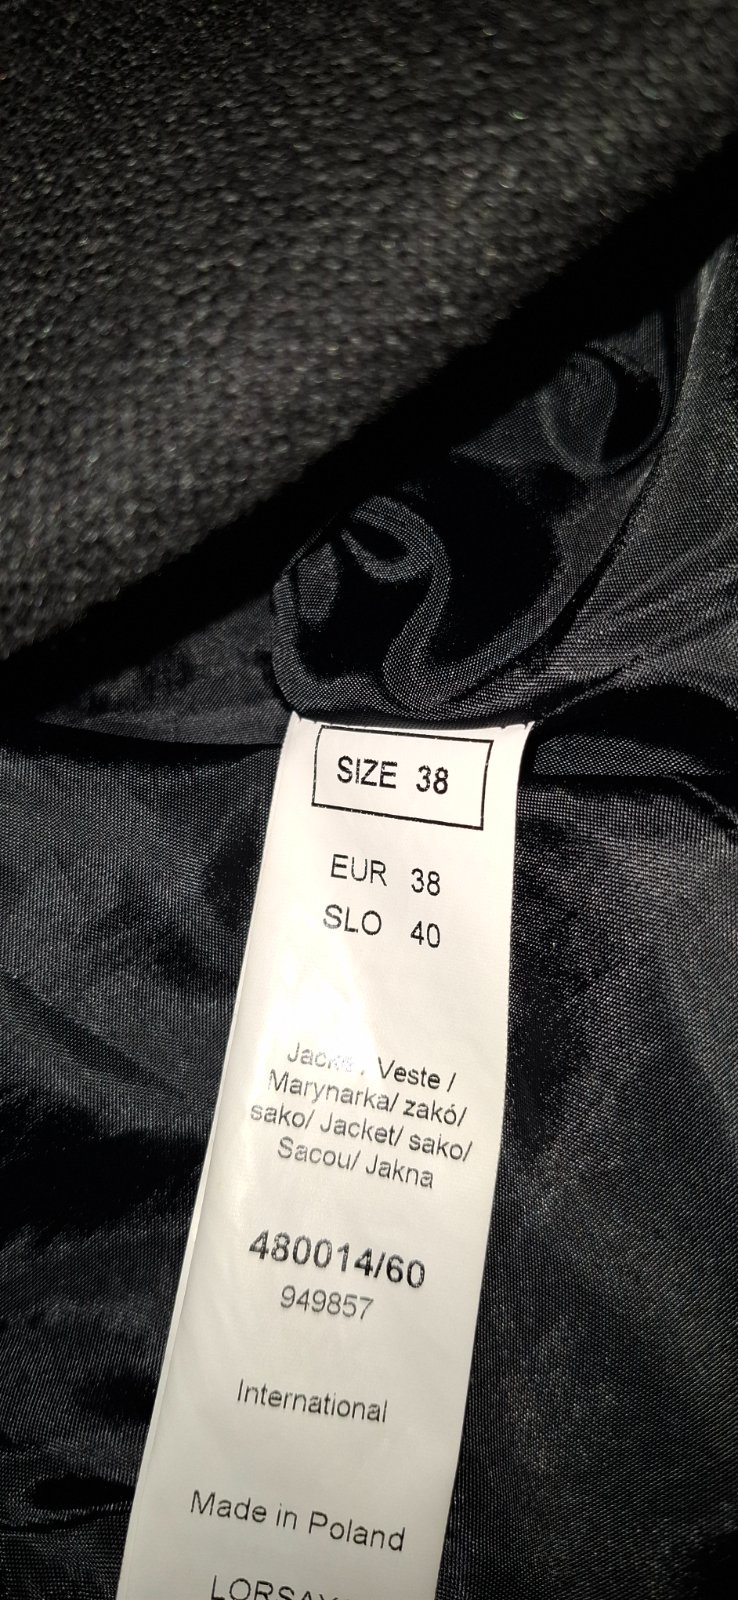 SIZE 38
EUR 38
SLO 40
Veste /
Marynarka/ zakó/
sako/ Jacket/ sako/
Sacou/ Jakna
480014/60
949857
International
Made in Poland